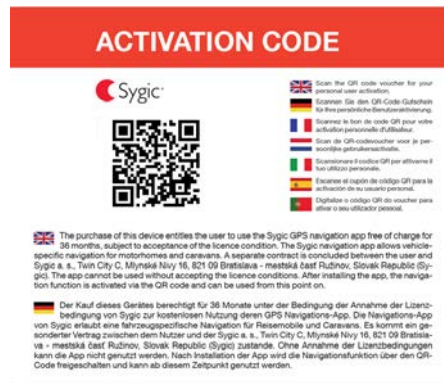 ACTIVATION CODE
Sygic
Scan the QR code voucher for your
personal user activation.
Scannen Sie den QR-Code-Gutschein
für Ihre persönliche Benutzeraktivierung.
Scannez le bon de code QR pour votre
activation personnelle d'utilisateur.
Scan de QR-codevoucher voor je per-
soonlijke gebruikersactivatie.
Scansionare il codice QR per attivarne il
tuo utilizzo personale.
Escanee el cupón de código QR para la
activación de su usuario personal.
Digitalize o código QR do voucher para
ativar o seu utilizador pessoal.
The purchase of this device entitles the user to use the Sygic GPS navigation app free of charge for
36 months, subject to acceptance of the licence condition. The Sygic navigation app allows vehicle-
specific navigation for motorhomes and caravans. A separate contract is concluded between the user and
Sygic a. s., Twin City C, Mlynské Nivy 16, 821 09 Bratislava - mestská časť Ružinov, Slovak Republic (Sy-
gic). The app cannot be used without accepting the licence conditions. After installing the app, the naviga-
tion function is activated via the QR code and can be used from this point on.
Der Kauf dieses Gerätes berechtigt für 36 Monate unter der Bedingung der Annahme der Lizenz-
bedingung von Sygic zur kostenlosen Nutzung deren GPS Navigations-App. Die Navigations-App
von Sygic erlaubt eine fahrzeugspezifische Navigation für Reisemobile und Caravans. Es kommt ein ge-
sonderter Vertrag zwischen dem Nutzer und der Sygic a. s., Twin City C, Mlynské Nivy 16, 821 09 Bratisla-
va - mestská časť Ružinov, Slovak Republic (Sygic) zustande. Ohne Annahme der Lizenzbedingungen
kann die App nicht genutzt werden. Nach Installation der App wird die Navigationsfunktion über den QR-
Code freigeschalten und kann ab diesem Zeitpunkt genutzt werden.